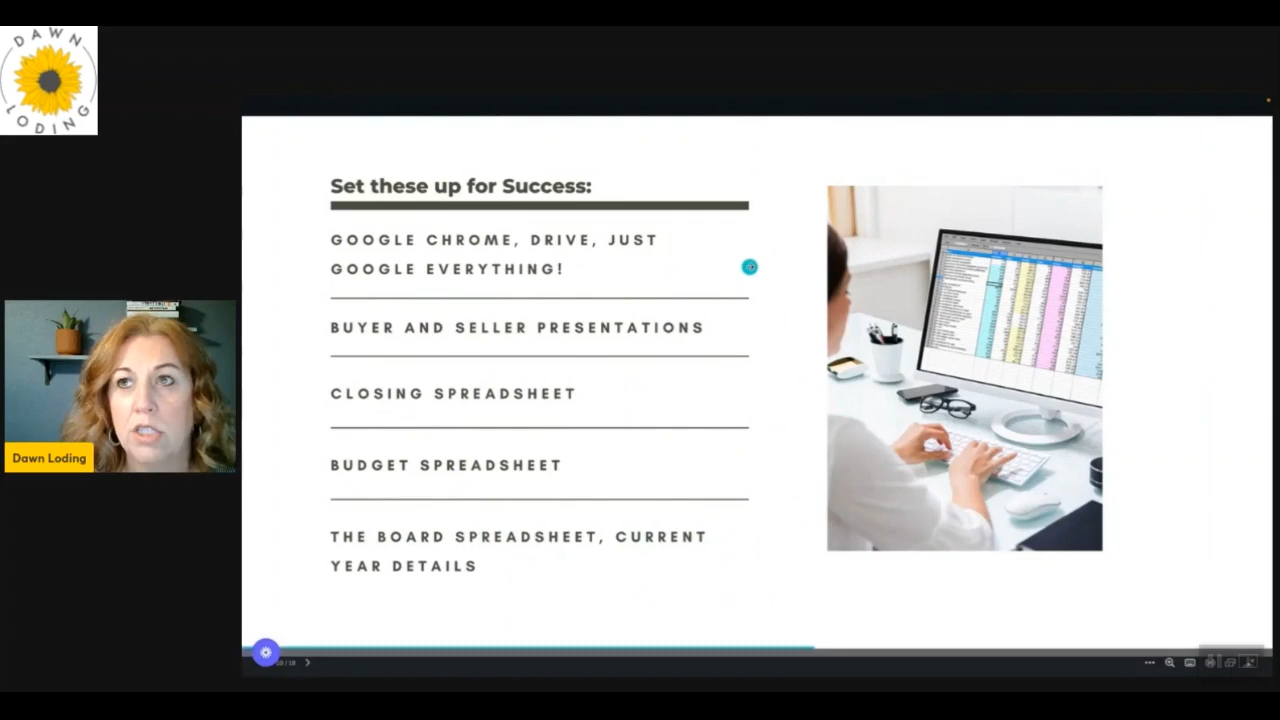 DAWN
LODING
Set these up for Success:
GOOGLE CHROME, DRIVE, JUST
GOOGLE EVERYTHING!
BUYER AND SELLER PRESENTATIONS
CLOSING SPREADSHEET
BUDGET SPREADSHEET
THE BOARD SPREADSHEET, CURRENT
YEAR DETAILS
Dawn Loding